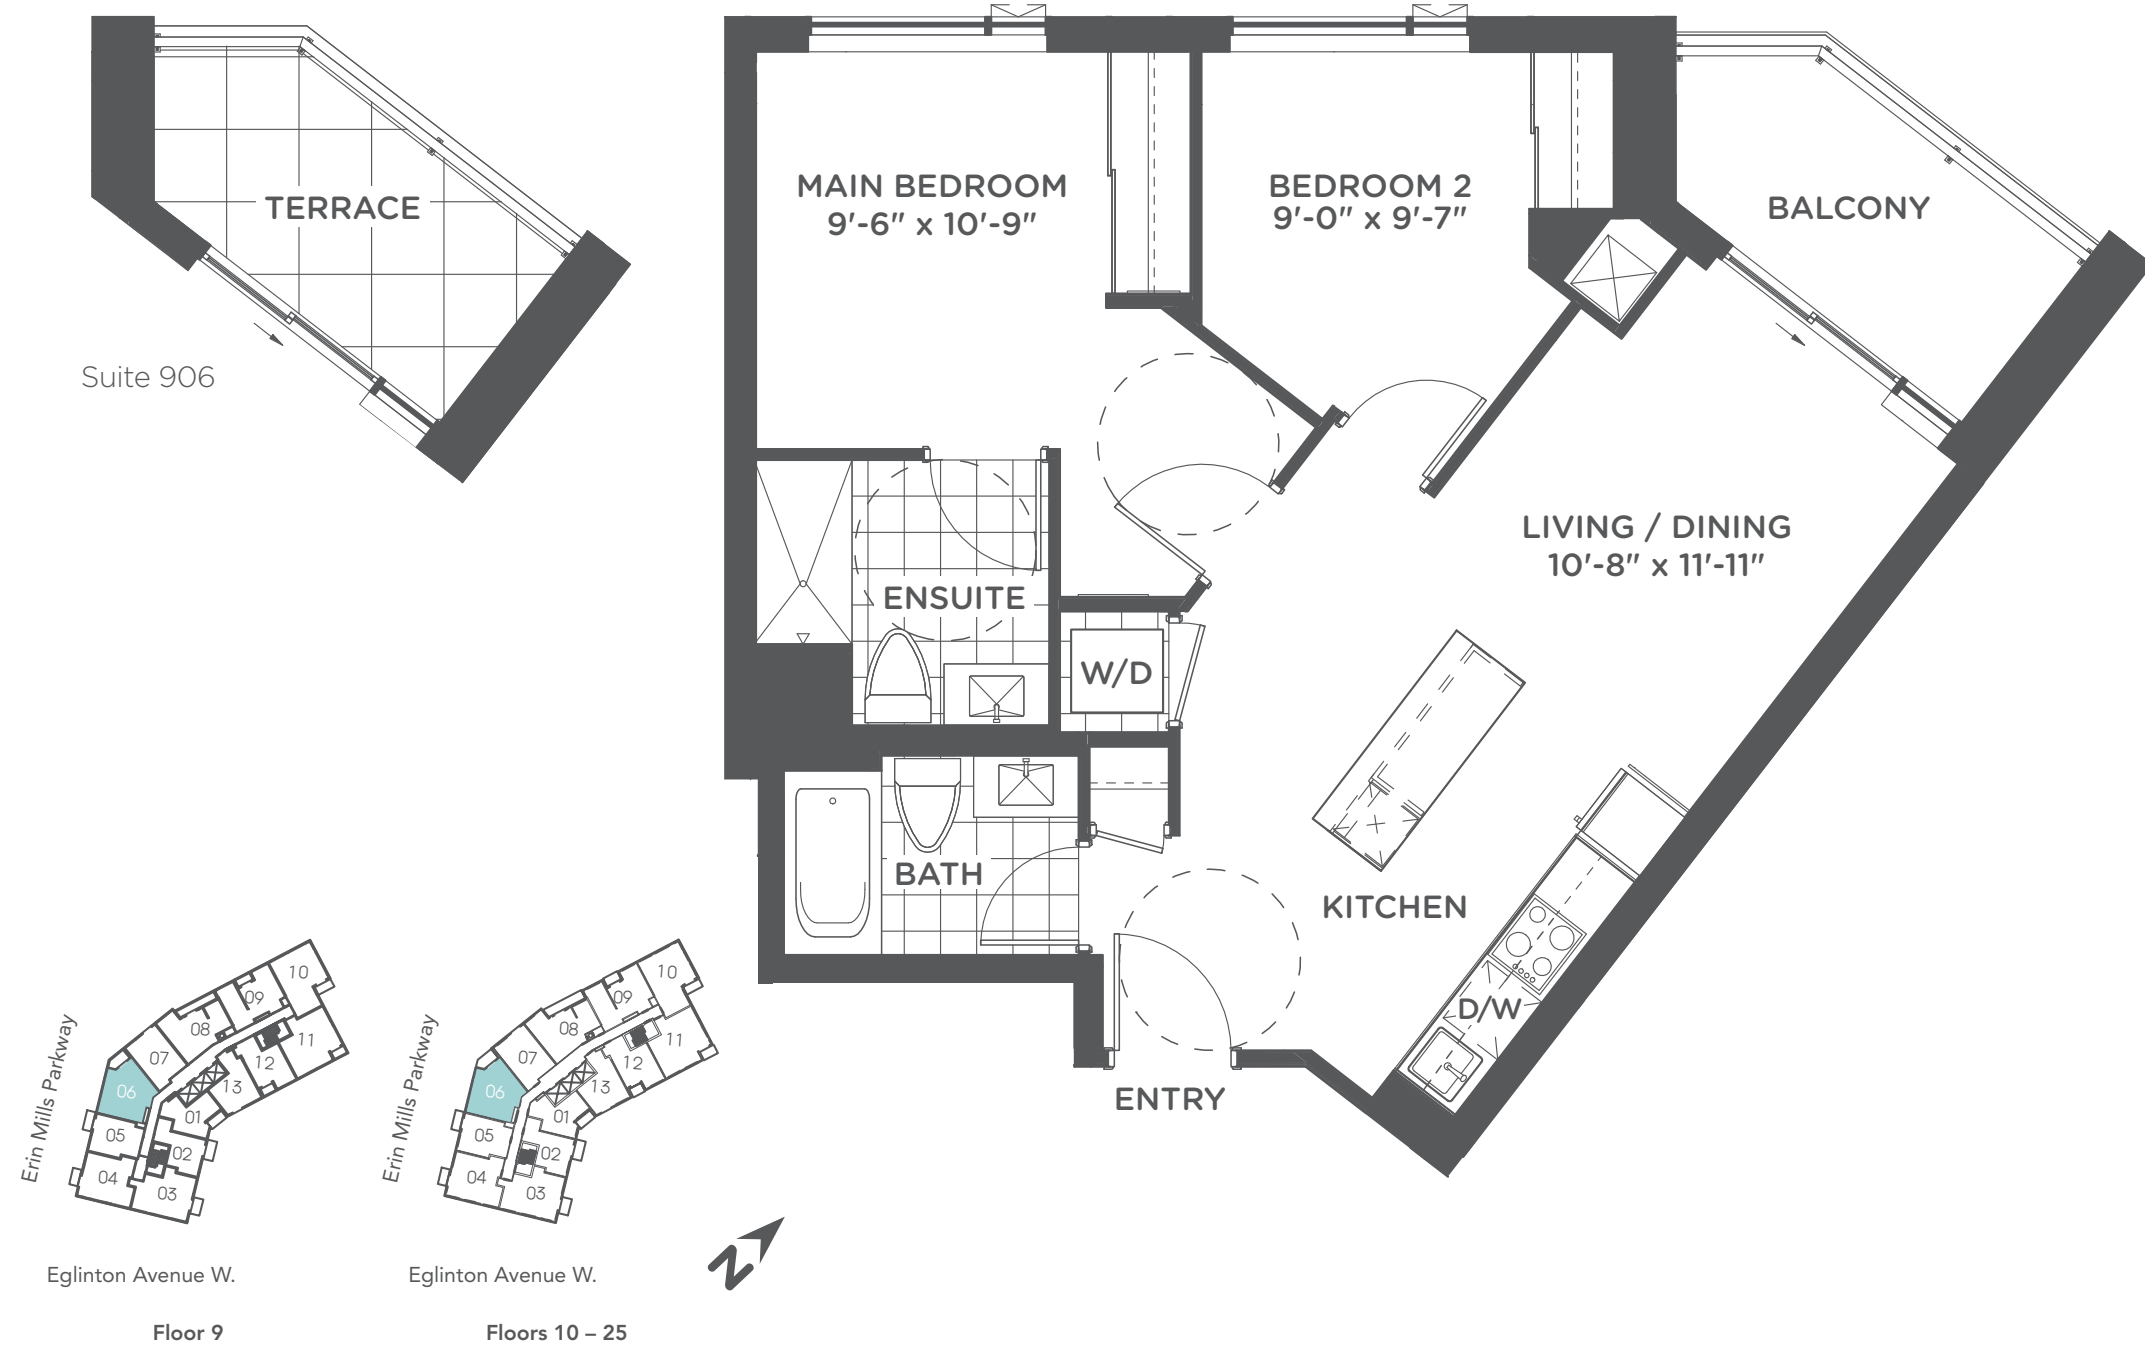 TERRACE
Suite 906
MAIN BEDROOM
9'-6" x 10'-9"
BEDROOM 2
9'-0" x 9'-7"
BALCONY
LIVING / DINING
10'-8" x 11'-11"
ENSUITE
W/D
BATH
KITCHEN
D/W
ENTRY
Erin Mills Parkway
10
09
08
11
07
12
06
13
01
05
02
04
03
Eglinton Avenue W.
Floor 9
Erin Mills Parkway
10
09
08
11
07
12
06
13
01
05
02
04
03
Eglinton Avenue W.
Floors 10 – 25
N